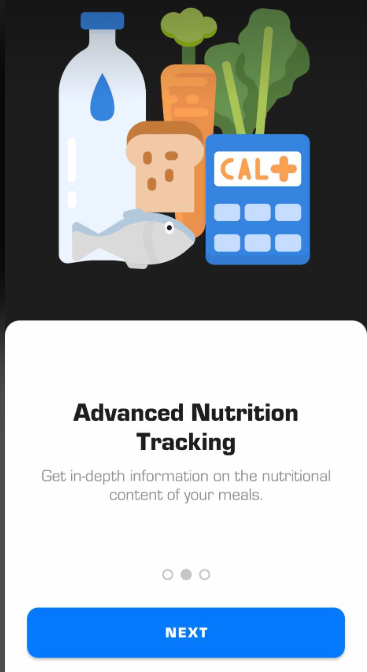 CAL+
Advanced Nutrition
Tracking
Get in-depth information on the nutritional
content of your meals.
NEXT